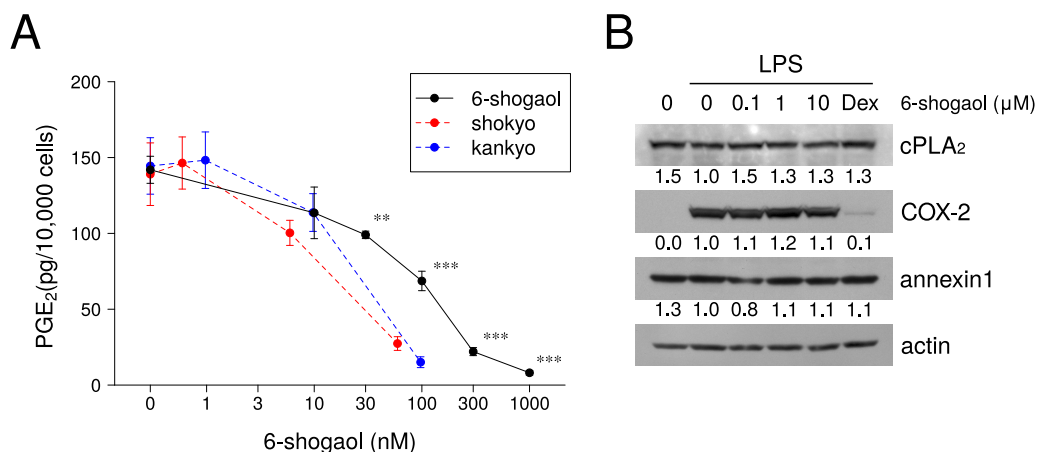 A
PGE2(pg/10,000 cells)
200
150
100
50
0
6-shogaol
shokyo
kankyo
**
***
***
***
0 1 3 10 30 100 300 1000
6-shogaol (nM)
B
LPS
0 0 0.1 1 10 Dex 6-shogaol (μM)
cPLA2
1.5 1.0 1.5 1.3 1.3 1.3
COX-2
0.0 1.0 1.1 1.2 1.1 0.1
annexin1
1.3 1.0 0.8 1.1 1.1 1.1
actin